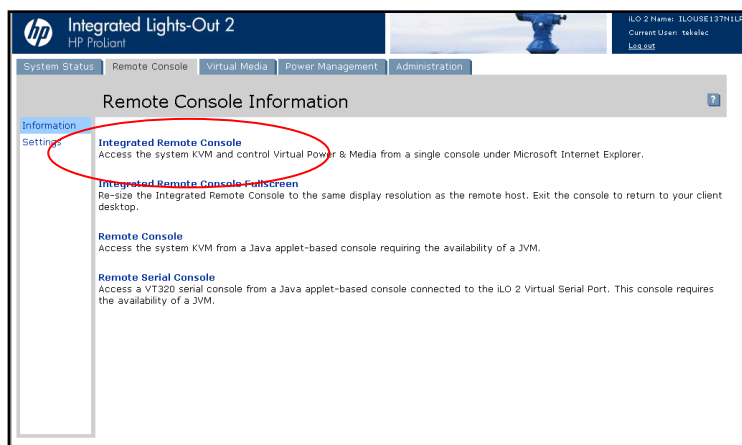 hp
Integrated Lights-Out 2
HP ProLiant
iLO 2 Name: ILOUSE137N1LR
Current User: tekelec
Log out
System Status
Remote Console
Virtual Media
Power Management
Administration
Remote Console Information
?
Information
Settings
Integrated Remote Console
Access the system KVM and control Virtual Power & Media from a single console under Microsoft Internet Explorer.
Integrated Remote Console Fullscreen
Re-size the Integrated Remote Console to the same display resolution as the remote host. Exit the console to return to your client
desktop.
Remote Console
Access the system KVM from a Java applet-based console requiring the availability of a JVM.
Remote Serial Console
Access a VT320 serial console from a Java applet-based console connected to the iLO 2 Virtual Serial Port. This console requires
the availability of a JVM.